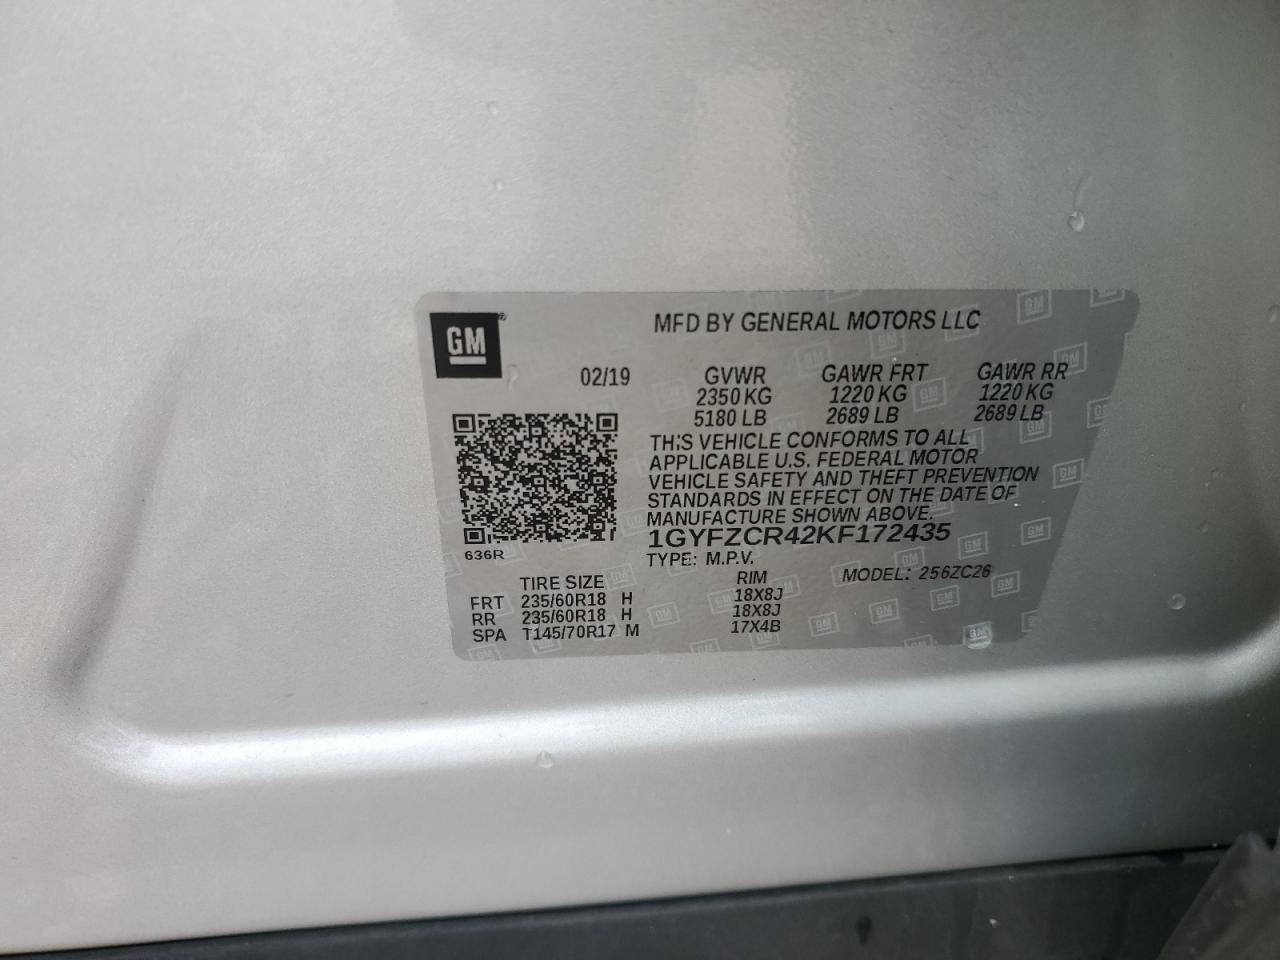 GM
MFD BY GENERAL MOTORS LLC
02/19 GVWR GAWR FRT GAWR RR
2350 KG 1220 KG 1220 KG
5180 LB 2689 LB 2689 LB
THIS VEHICLE CONFORMS TO ALL
APPLICABLE U.S. FEDERAL MOTOR
VEHICLE SAFETY AND THEFT PREVENTION
STANDARDS IN EFFECT ON THE DATE OF
MANUFACTURE SHOWN ABOVE.
1GYFZCR42KF172435
636R
TYPE: M.P.V.
MODEL: 256ZC26
TIRE SIZE RIM
FRT 235/60R18 H 18X8J
RR 235/60R18 H 18X8J
SPA T145/70R17 M 17X4B